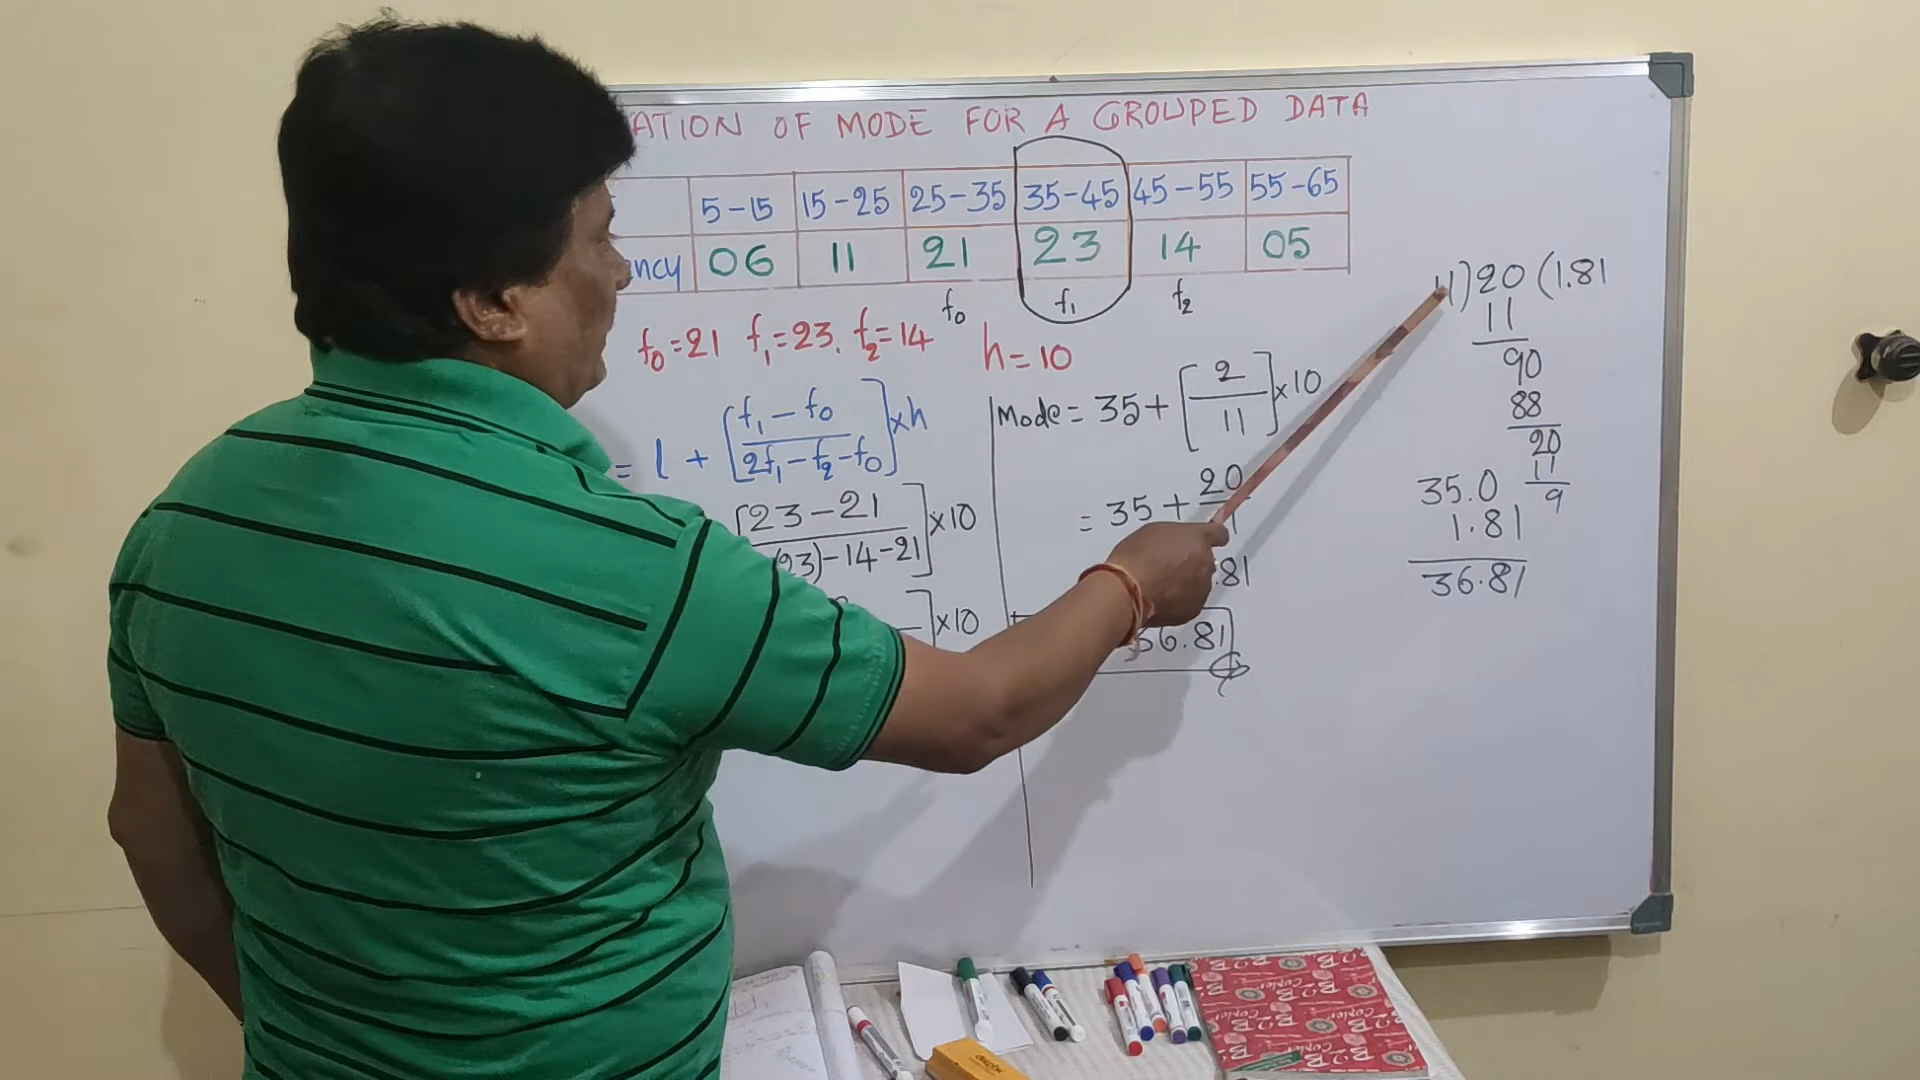 ATION OF MODE FOR A GROUPED DATA
5-15 15-25 25-35 35-45 45-55 55-65
ency 06 11 21 23 14 05
f₀ f₁ f₂
f₀=21 f₁=23. f₂=14 h=10
= l + [f₁-f₀ / 2f₁-f₂-f₀] xh
[23-21 / (23)-14-21] x10
] x10
Mode = 35+ [2 / 11] x10
= 35 + 20
.81
36.81
11)20(1.81
11
90
88
20
11
9
35.0
1.81
36.81